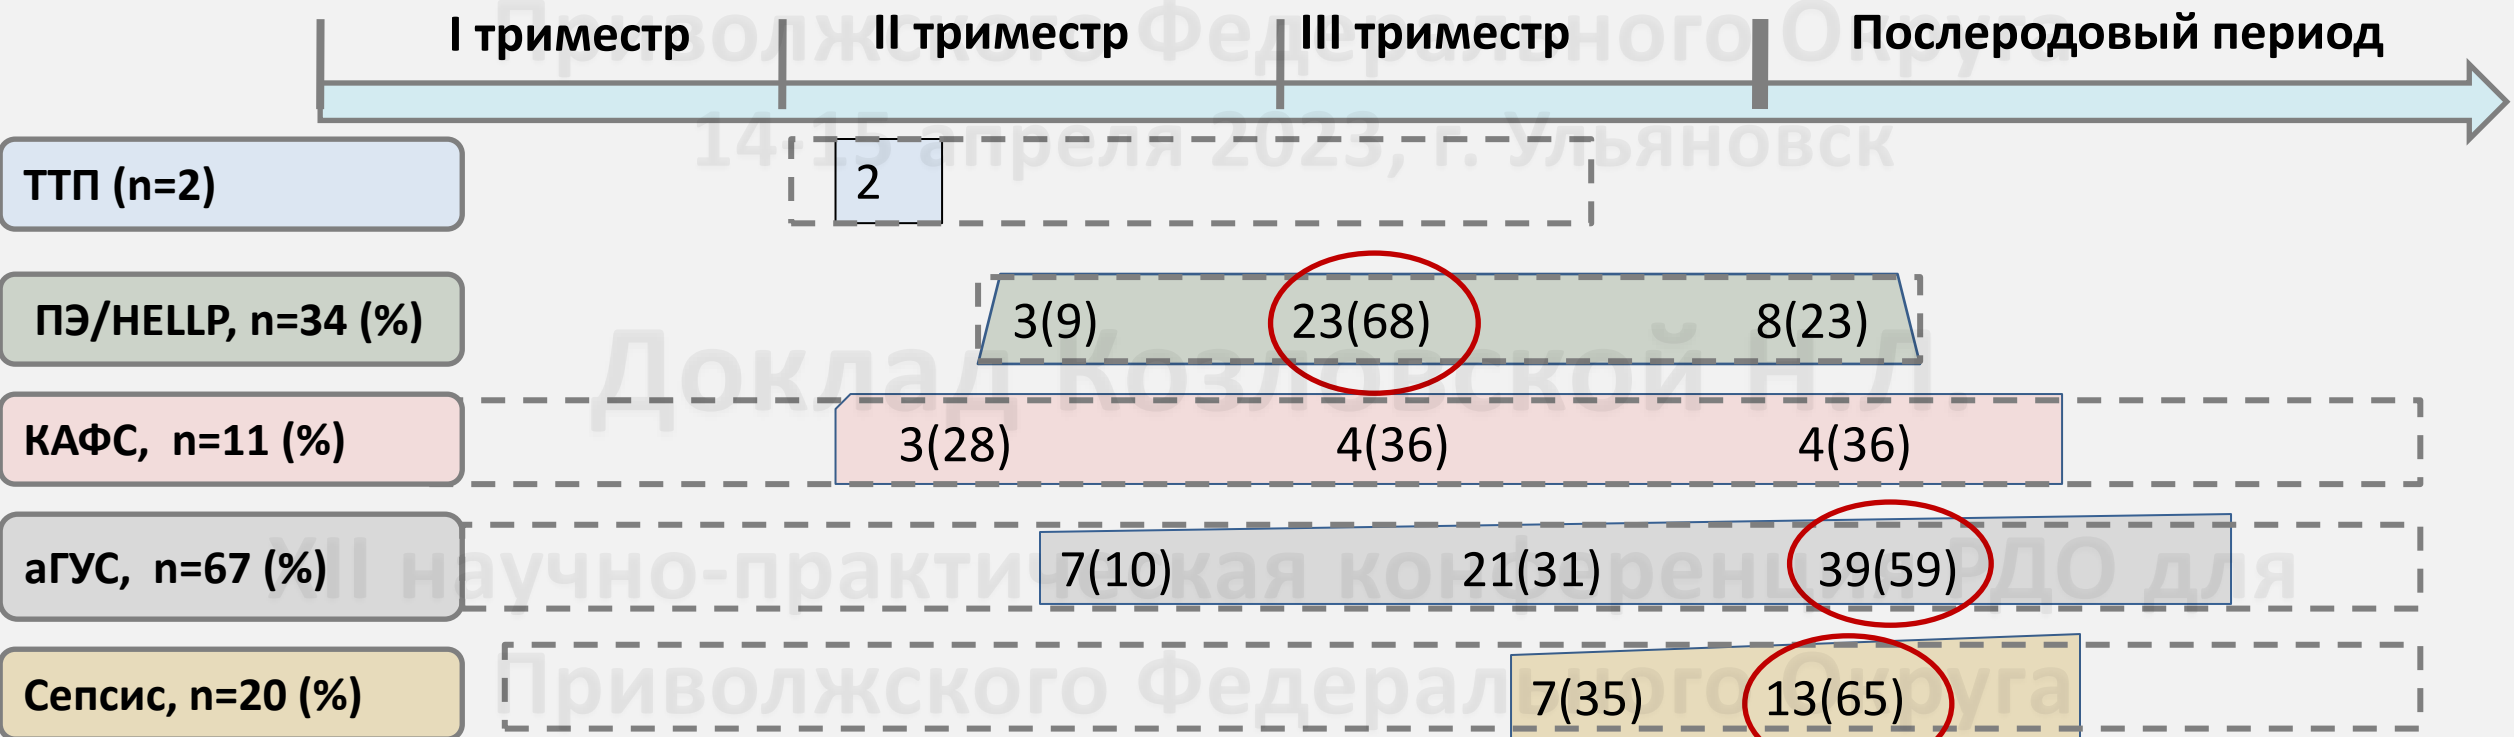 I триместр II триместр III триместр Послеродовый период
Приволжского Федерального Округа
14-15 апреля 2023, г. Ульяновск
ТТП (n=2) 2
ПЭ/HELLP, n=34 (%) 3(9) 23(68) 8(23)
Доклад Козловской Н.Л.
КАФС, n=11 (%) 3(28) 4(36) 4(36)
аГУС, n=67 (%) 7(10) 21(31) 39(59)
XII научно-практическая конференция РДО для
Сепсис, n=20 (%) 7(35) 13(65)
Приволжского Федерального Округа